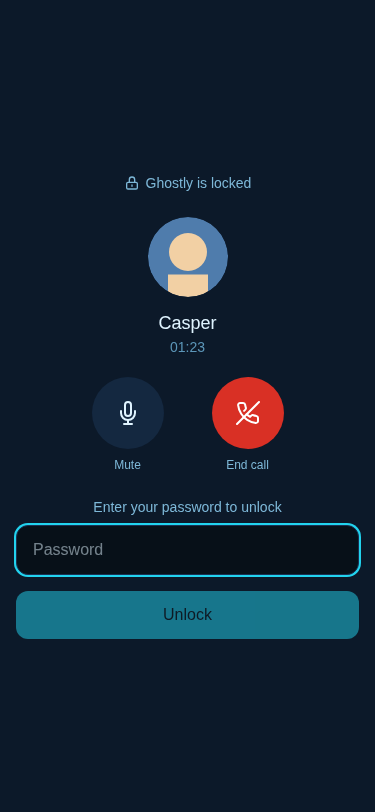 Ghostly is locked
Casper
01:23
Mute
End call
Enter your password to unlock
Password
Unlock